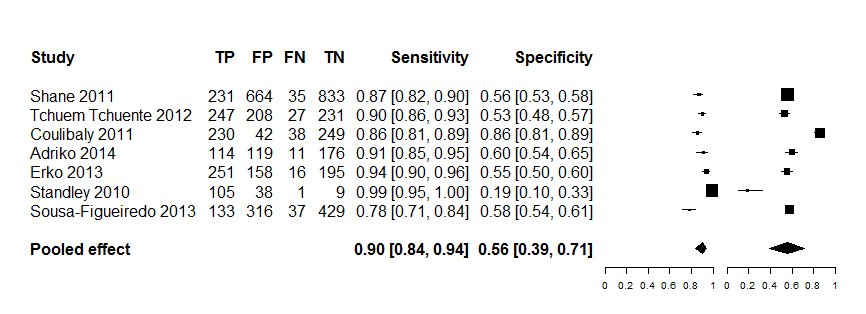 Study TP FP FN TN Sensitivity Specificity
Shane 2011 231 664 35 833 0.87 [0.82, 0.90] 0.56 [0.53, 0.58]
Tchuem Tchuente 2012 247 208 27 231 0.90 [0.86, 0.93] 0.53 [0.48, 0.57]
Coulibaly 2011 230 42 38 249 0.86 [0.81, 0.89] 0.86 [0.81, 0.89]
Adriko 2014 114 119 11 176 0.91 [0.85, 0.95] 0.60 [0.54, 0.65]
Erko 2013 251 158 16 195 0.94 [0.90, 0.96] 0.55 [0.50, 0.60]
Standley 2010 105 38 1 9 0.99 [0.95, 1.00] 0.19 [0.10, 0.33]
Sousa-Figueiredo 2013 133 316 37 429 0.78 [0.71, 0.84] 0.58 [0.54, 0.61]
Pooled effect 0.90 [0.84, 0.94] 0.56 [0.39, 0.71]
0 0.2 0.4 0.6 0.8 1 0 0.2 0.4 0.6 0.8 1